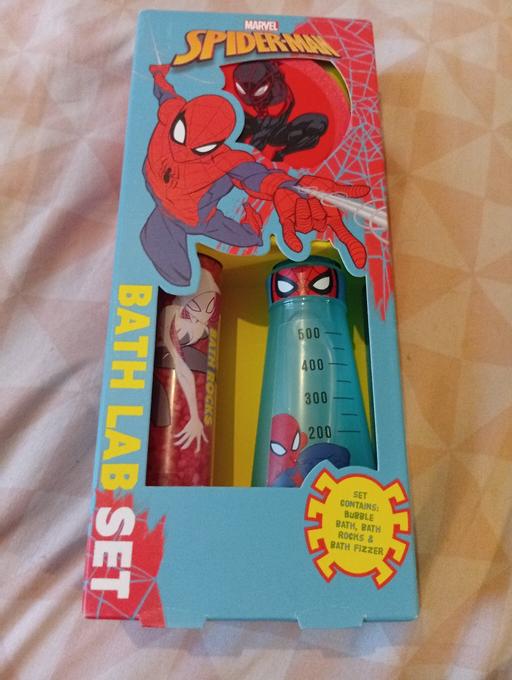 MARVEL
SPIDER-MAN
BATH LAB SET
BATH ROCKS
500
400
300
200
SET
CONTAINS:
BUBBLE
BATH, BATH
ROCKS &
BATH FIZZER